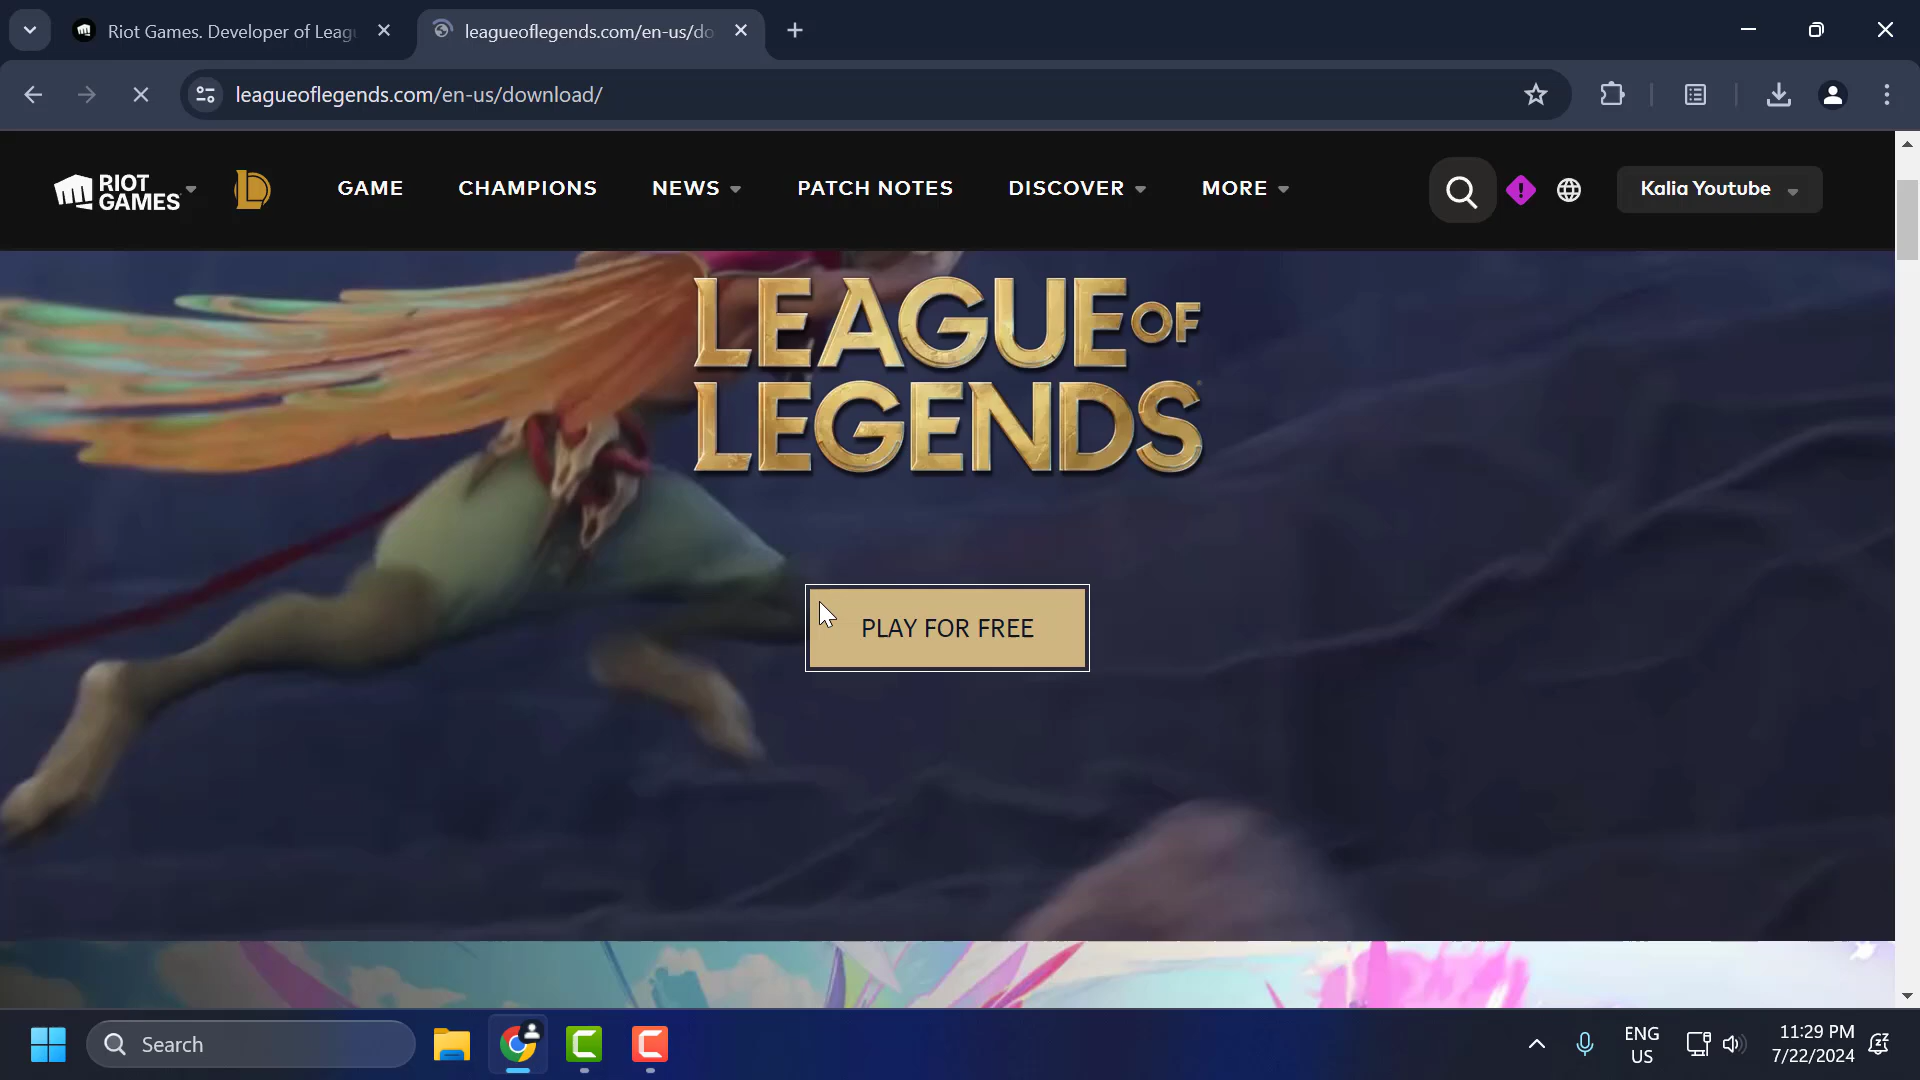 Riot Games. Developer of Leagu
leagueoflegends.com/en-us/do
leagueoflegends.com/en-us/download/
RIOT GAMES
GAME
CHAMPIONS
NEWS
PATCH NOTES
DISCOVER
MORE
Kalia Youtube
LEAGUE OF
LEGENDS
PLAY FOR FREE
Search
ENG
US
11:29 PM
7/22/2024